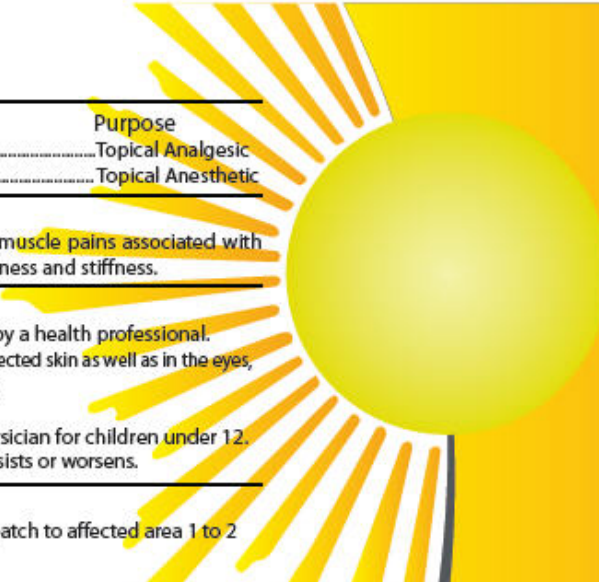 Purpose
Topical Analgesic
Topical Anesthetic
muscle pains associated with
ness and stiffness.
by a health professional.
ected skin as well as in the eyes,
sician for children under 12.
sists or worsens.
atch to affected area 1 to 2